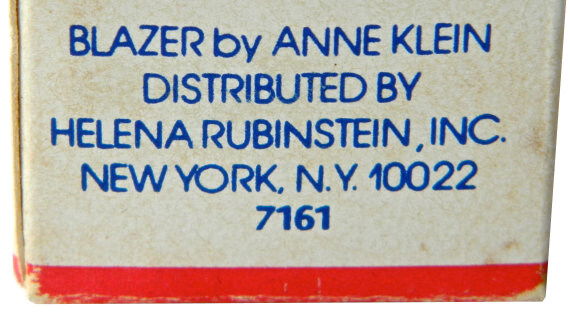 BLAZER by ANNE KLEIN
DISTRIBUTED BY
HELENA RUBINSTEIN, INC.
NEW YORK, N.Y. 10022
7161